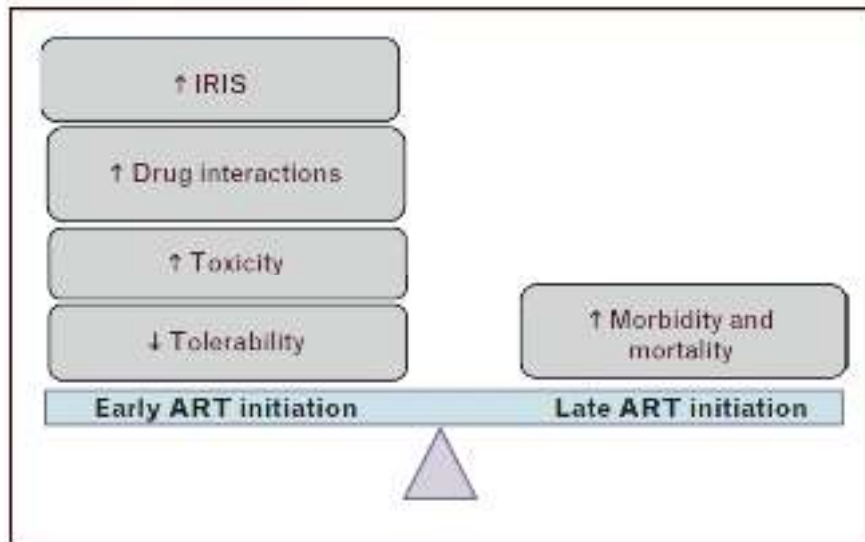 ↑ IRIS
↑ Drug interactions
↑ Toxicity
↓ Tolerability
↑ Morbidity and
mortality
Early ART initiation
Late ART initiation